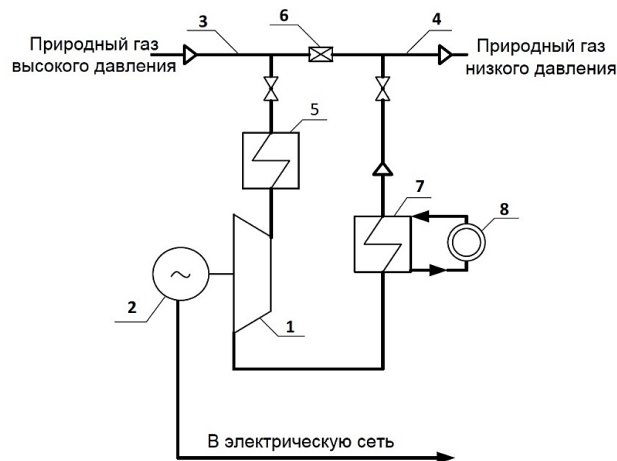 3
6
4
Природный газ
высокого давления
Природный газ
низкого давления
5
7
8
~
2
1
В электрическую сеть